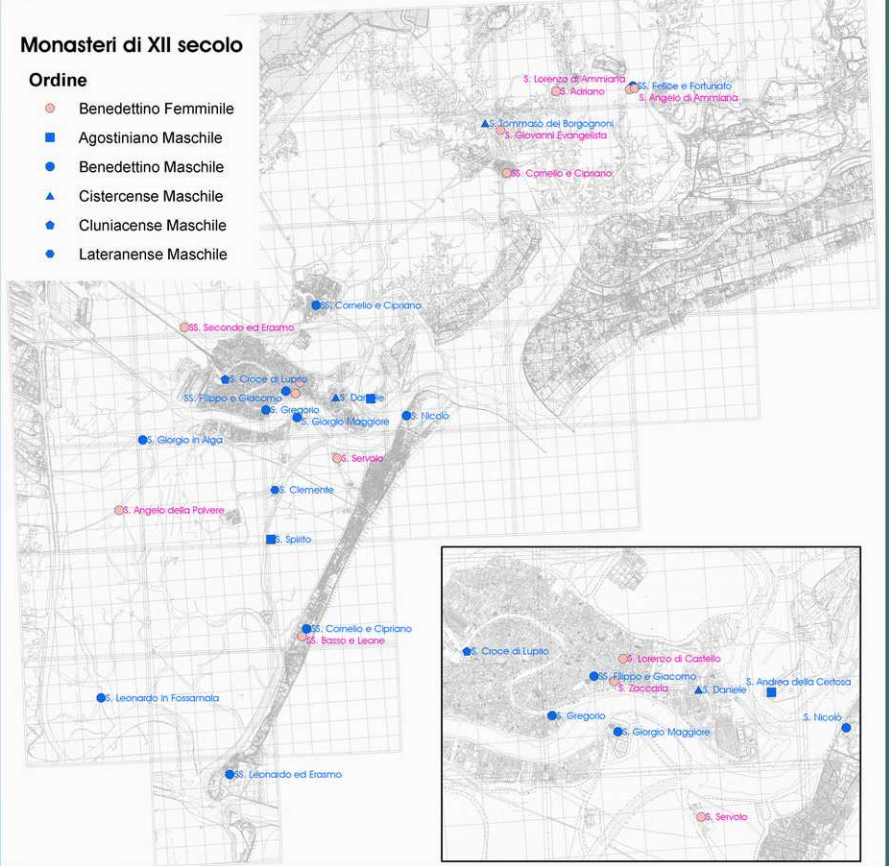 Monasteri di XII secolo
Ordine
Benedettino Femminile
Agostiniano Maschile
Benedettino Maschile
Cistercense Maschile
Cluniacense Maschile
Lateranense Maschile
S. Lorenzo di Ammiana
SS. Felice e Fortunato
S. Adriano
S. Angelo di Ammiana
S. Tommaso dei Borgognoni
S. Giovanni Evangelista
SS. Cornelio e Cipriano
SS. Cornelio e Cipriano
SS. Secondo ed Erasmo
S. Croce di Luprio
SS. Filippo e Giacomo
S. Daniele
S. Gregorio
S. Nicolò
S. Giorgio Maggiore
S. Giorgio in Alga
S. Servolo
S. Clemente
S. Angelo della Polvere
S. Spirito
SS. Cornelio e Cipriano
SS. Basso e Leone
S. Leonardo in Fossamala
SS. Leonardo ed Erasmo
S. Croce di Luprio
S. Lorenzo di Castello
SS. Filippo e Giacomo
S. Zaccaria
S. Andrea della Certosa
S. Daniele
S. Gregorio
S. Nicolò
S. Giorgio Maggiore
S. Servolo